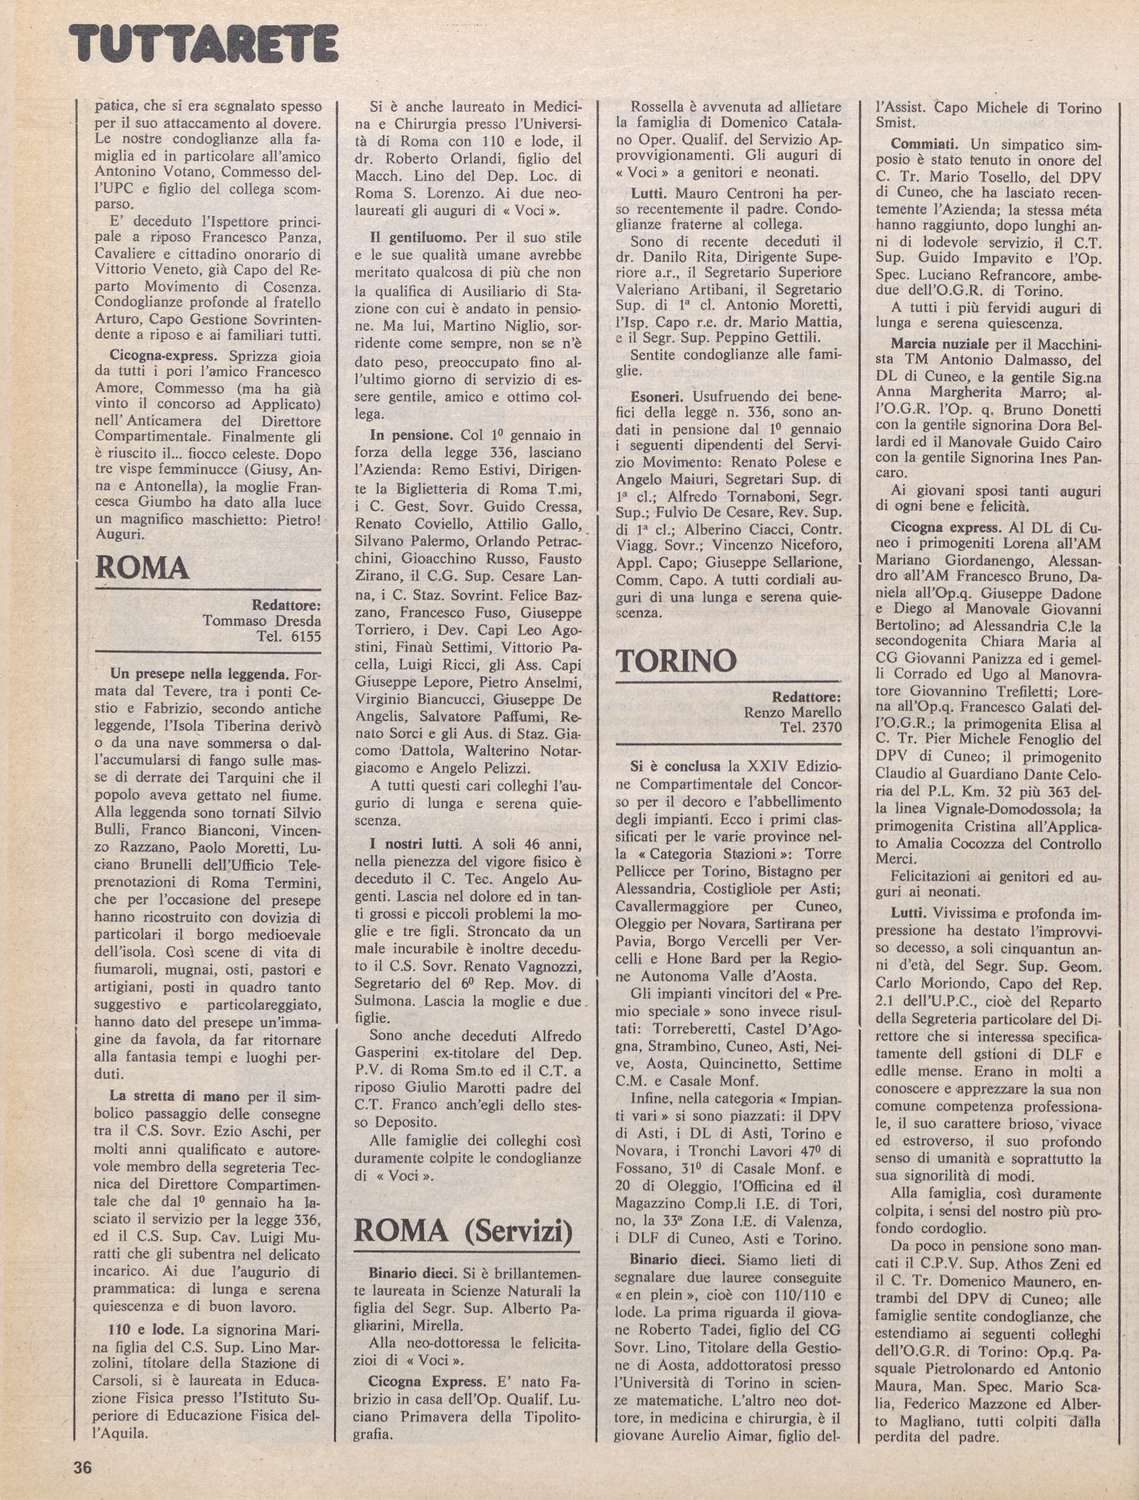 TUTTARETE
patica, che si era segnalato spesso
per il suo attaccamento al dovere.
Le nostre condoglianze alla fa-
miglia ed in particolare all'amico
Antonino Votano, Commesso del-
l'UPC e figlio del collega scom-
parso.
E' deceduto l'Ispettore princi-
pale a riposo Francesco Panza,
Cavaliere e cittadino onorario di
Vittorio Veneto, già Capo del Re-
parto Movimento di Cosenza.
Condoglianze profonde al fratello
Arturo, Capo Gestione Sovrinten-
dente a riposo e ai familiari tutti.
Cicogna-express. Sprizza gioia
da tutti i pori l'amico Francesco
Amore, Commesso (ma ha già
vinto il concorso ad Applicato)
nell'Anticamera del Direttore
Compartimentale. Finalmente gli
è riuscito il... fiocco celeste. Dopo
tre vispe femminucce (Giusy, An-
na e Antonella), la moglie Fran-
cesca Giumbo ha dato alla luce
un magnifico maschietto: Pietro!
Auguri.
ROMA
Redattore:
Tommaso Dresda
Tel. 6155
Un presepe nella leggenda. For-
mata dal Tevere, tra i ponti Ce-
stio e Fabrizio, secondo antiche
leggende, l'Isola Tiberina derivò
o da una nave sommersa o dal-
l'accumularsi di fango sulle mas-
se di derrate dei Tarquini che il
popolo aveva gettato nel fiume.
Alla leggenda sono tornati Silvio
Bulli, Franco Bianconi, Vincen-
zo Razzano, Paolo Moretti, Lu-
ciano Brunelli dell'Ufficio Tele-
prenotazioni di Roma Termini,
che per l'occasione del presepe
hanno ricostruito con dovizia di
particolari il borgo medioevale
dell'isola. Così scene di vita di
fiumaroli, mugnai, osti, pastori e
artigiani, posti in quadro tanto
suggestivo e particolareggiato,
hanno dato del presepe un'imma-
gine da favola, da far ritornare
alla fantasia tempi e luoghi per-
duti.
La stretta di mano per il sim-
bolico passaggio delle consegne
tra il C.S. Sovr. Ezio Aschi, per
molti anni qualificato e autore-
vole membro della segreteria Tec-
nica del Direttore Compartimen-
tale che dal 1º gennaio ha la-
sciato il servizio per la legge 336,
ed il C.S. Sup. Cav. Luigi Mu-
ratti che gli subentra nel delicato
incarico. Ai due l'augurio di
prammatica: di lunga e serena
quiescenza e di buon lavoro.
110 e lode. La signorina Mari-
na figlia del C.S. Sup. Lino Mar-
zolini, titolare della Stazione di
Carsoli, si è laureata in Educa-
zione Fisica presso l'Istituto Su-
periore di Educazione Fisica del-
l'Aquila.
Si è anche laureato in Medici-
na e Chirurgia presso l'Universi-
tà di Roma con 110 e lode, il
dr. Roberto Orlandi, figlio del
Macch. Lino del Dep. Loc. di
Roma S. Lorenzo. Ai due neo-
laureati gli auguri di « Voci ».
Il gentiluomo. Per il suo stile
e le sue qualità umane avrebbe
meritato qualcosa di più che non
la qualifica di Ausiliario di Sta-
zione con cui è andato in pensio-
ne. Ma lui, Martino Niglio, sor-
ridente come sempre, non se n'è
dato peso, preoccupato fino al-
l'ultimo giorno di servizio di es-
sere gentile, amico e ottimo col-
lega.
In pensione. Col 1º gennaio in
forza della legge 336, lasciano
l'Azienda: Remo Estivi, Dirigen-
te la Biglietteria di Roma T.mi,
i C. Gest. Sovr. Guido Cressa,
Renato Coviello, Attilio Gallo,
Silvano Palermo, Orlando Petrac-
chini, Gioacchino Russo, Fausto
Zirano, il C.G. Sup. Cesare Lan-
na, i C. Staz. Sovrint. Felice Baz-
zano, Francesco Fuso, Giuseppe
Torriero, i Dev. Capi Leo Ago-
stini, Finaù Settimi, Vittorio Pa-
cella, Luigi Ricci, gli Ass. Capi
Giuseppe Lepore, Pietro Anselmi,
Virginio Biancucci, Giuseppe De
Angelis, Salvatore Paffumi, Re-
nato Sorci e gli Aus. di Staz. Gia-
como Dattola, Walterino Notar-
giacomo e Angelo Pelizzi.
A tutti questi cari colleghi l'au-
gurio di lunga e serena quie-
scenza.
I nostri lutti. A soli 46 anni,
nella pienezza del vigore fisico è
deceduto il C. Tec. Angelo Au-
genti. Lascia nel dolore ed in tan-
ti grossi e piccoli problemi la mo-
glie e tre figli. Stroncato da un
male incurabile è inoltre decedu-
to il C.S. Sovr. Renato Vagnozzi,
Segretario del 6º Rep. Mov. di
Sulmona. Lascia la moglie e due
figlie.
Sono anche deceduti Alfredo
Gasperini ex-titolare del Dep.
P.V. di Roma Sm.to ed il C.T. a
riposo Giulio Marotti padre del
C.T. Franco anch'egli dello stes-
so Deposito.
Alle famiglie dei colleghi così
duramente colpite le condoglianze
di « Voci ».
ROMA (Servizi)
Binario dieci. Si è brillantemen-
te laureata in Scienze Naturali la
figlia del Segr. Sup. Alberto Pa-
gliarini, Mirella.
Alla neo-dottoressa le felicita-
zioi di « Voci ».
Cicogna Express. E' nato Fa-
brizio in casa dell'Op. Qualif. Lu-
ciano Primavera della Tipolito-
grafia.
Rossella è avvenuta ad allietare
la famiglia di Domenico Catala-
no Oper. Qualif. del Servizio Ap-
provvigionamenti. Gli auguri di
« Voci » a genitori e neonati.
Lutti. Mauro Centroni ha per-
so recentemente il padre. Condo-
glianze fraterne al collega.
Sono di recente deceduti il
dr. Danilo Rita, Dirigente Supe-
riore a.r., il Segretario Superiore
Valeriano Artibani, il Segretario
Sup. di 1ª cl. Antonio Moretti,
l'Isp. Capo r.e. dr. Mario Mattia,
e il Segr. Sup. Peppino Gettili.
Sentite condoglianze alle fami-
glie.
Esoneri. Usufruendo dei bene-
fici della legge n. 336, sono an-
dati in pensione dal 1º gennaio
i seguenti dipendenti del Servi-
zio Movimento: Renato Polese e
Angelo Maiuri, Segretari Sup. di
1ª cl.; Alfredo Tornaboni, Segr.
Sup.; Fulvio De Cesare, Rev. Sup.
di 1ª cl.; Alberino Ciacci, Contr.
Viagg. Sovr.; Vincenzo Niceforo,
Appl. Capo; Giuseppe Sellarione,
Comm. Capo. A tutti cordiali au-
guri di una lunga e serena quie-
scenza.
TORINO
Redattore:
Renzo Marello
Tel. 2370
Si è conclusa la XXIV Edizio-
ne Compartimentale del Concor-
so per il decoro e l'abbellimento
degli impianti. Ecco i primi clas-
sificati per le varie province nel-
la « Categoria Stazioni »: Torre
Pellicce per Torino, Bistagno per
Alessandria, Costigliole per Asti;
Cavallermaggiore per Cuneo,
Oleggio per Novara, Sartirana per
Pavia, Borgo Vercelli per Ver-
celli e Hone Bard per la Regio-
ne Autonoma Valle d'Aosta.
Gli impianti vincitori del « Pre-
mio speciale » sono invece risul-
tati: Torreberetti, Castel D'Ago-
gna, Strambino, Cuneo, Asti, Nei-
ve, Aosta, Quincinetto, Settime
C.M. e Casale Monf.
Infine, nella categoria « Impian-
ti vari » si sono piazzati: il DPV
di Asti, i DL di Asti, Torino e
Novara, i Tronchi Lavori 47º di
Fossano, 31º di Casale Monf. e
20 di Oleggio, l'Officina ed il
Magazzino Comp.li I.E. di Tori,
no, la 33ª Zona I.E. di Valenza,
i DLF di Cuneo, Asti e Torino.
Binario dieci. Siamo lieti di
segnalare due lauree conseguite
« en plein », cioè con 110/110 e
lode. La prima riguarda il giova-
ne Roberto Tadei, figlio del CG
Sovr. Lino, Titolare della Gestio-
ne di Aosta, addottoratosi presso
l'Università di Torino in scien-
ze matematiche. L'altro neo dot-
tore, in medicina e chirurgia, è il
giovane Aurelio Aimar, figlio del-
l'Assist. Capo Michele di Torino
Smist.
Commiati. Un simpatico sim-
posio è stato tenuto in onore del
C. Tr. Mario Tosello, del DPV
di Cuneo, che ha lasciato recen-
temente l'Azienda; la stessa méta
hanno raggiunto, dopo lunghi an-
ni di lodevole servizio, il C.T.
Sup. Guido Impavito e l'Op.
Spec. Luciano Refrancore, ambe-
due dell'O.G.R. di Torino.
A tutti i più fervidi auguri di
lunga e serena quiescenza.
Marcia nuziale per il Macchini-
sta TM Antonio Dalmasso, del
DL di Cuneo, e la gentile Sig.na
Anna Margherita Marro; al-
l'O.G.R. l'Op. q. Bruno Donetti
con la gentile signorina Dora Bel-
lardi ed il Manovale Guido Cairo
con la gentile Signorina Ines Pan-
caro.
Ai giovani sposi tanti auguri
di ogni bene e felicità.
Cicogna express. Al DL di Cu-
neo i primogeniti Lorena all'AM
Mariano Giordanengo, Alessan-
dro all'AM Francesco Bruno, Da-
niela all'Op.q. Giuseppe Dadone
e Diego al Manovale Giovanni
Bertolino; ad Alessandria C.le la
secondogenita Chiara Maria al
CG Giovanni Panizza ed i gemel-
li Corrado ed Ugo al Manovra-
tore Giovannino Trefiletti; Lore-
na all'Op.q. Francesco Galati del-
l'O.G.R.; la primogenita Elisa al
C. Tr. Pier Michele Fenoglio del
DPV di Cuneo; il primogenito
Claudio al Guardiano Dante Celo-
ria del P.L. Km. 32 più 363 del-
la linea Vignale-Domodossola; la
primogenita Cristina all'Applica-
to Amalia Cocozza del Controllo
Merci.
Felicitazioni ai genitori ed au-
guri ai neonati.
Lutti. Vivissima e profonda im-
pressione ha destato l'improvvi-
so decesso, a soli cinquantun an-
ni d'età, del Segr. Sup. Geom.
Carlo Moriondo, Capo del Rep.
2.1 dell'U.P.C., cioè del Reparto
della Segreteria particolare del Di-
rettore che si interessa specifica-
tamente dell gstioni di DLF e
edlle mense. Erano in molti a
conoscere e apprezzare la sua non
comune competenza professiona-
le, il suo carattere brioso, vivace
ed estroverso, il suo profondo
senso di umanità e soprattutto la
sua signorilità di modi.
Alla famiglia, così duramente
colpita, i sensi del nostro più pro-
fondo cordoglio.
Da poco in pensione sono man-
cati il C.P.V. Sup. Athos Zeni ed
il C. Tr. Domenico Maunero, en-
trambi del DPV di Cuneo; alle
famiglie sentite condoglianze, che
estendiamo ai seguenti colleghi
dell'O.G.R. di Torino: Op.q. Pa-
squale Pietrolonardo ed Antonio
Maura, Man. Spec. Mario Sca-
lia, Federico Mazzone ed Alber-
to Magliano, tutti colpiti dalla
perdita del padre.
36